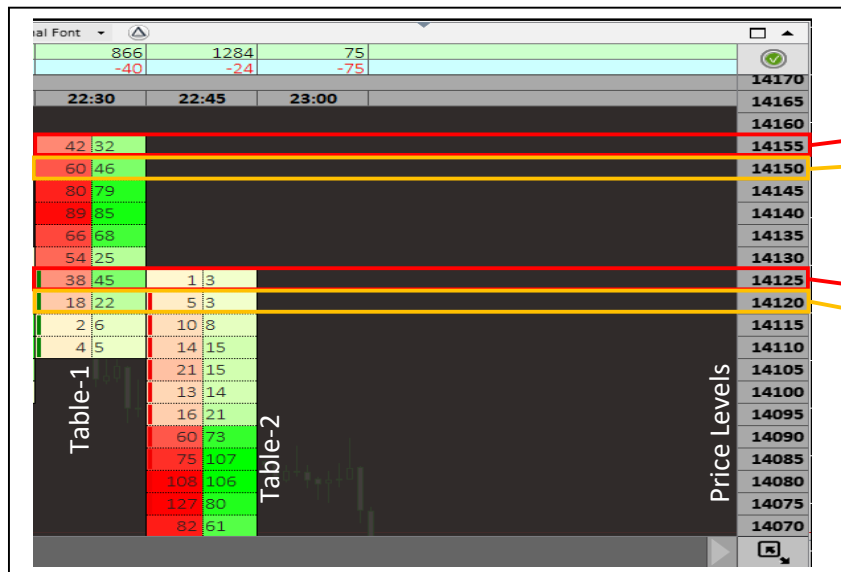 al Font
866 1284 75
-40 -24 -75
14170
22:30 22:45 23:00 14165
14160
42 32 14155
60 46 14150
80 79 14145
89 85 14140
66 68 14135
54 25 14130
38 45 1 3 14125
18 22 5 3 14120
2 6 10 8 14115
4 5 14 15 14110
21 15 14105
13 14 14100
16 21 14095
60 73 14090
75 107 14085
108 106 14080
127 80 14075
82 61 14070
Table-1
Table-2
Price Levels